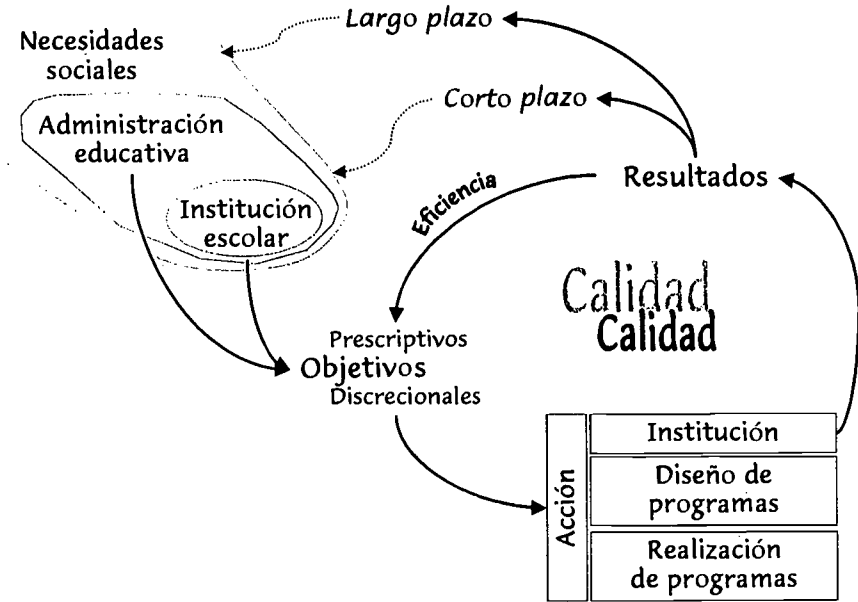 Largo plazo
Necesidades
sociales
Corto plazo
Administración
educativa
Resultados
Eficiencia
Institución
escolar
Calidad
Calidad
Prescriptivos
Objetivos
Discrecionales
Acción
Institución
Diseño de
programas
Realización
de programas